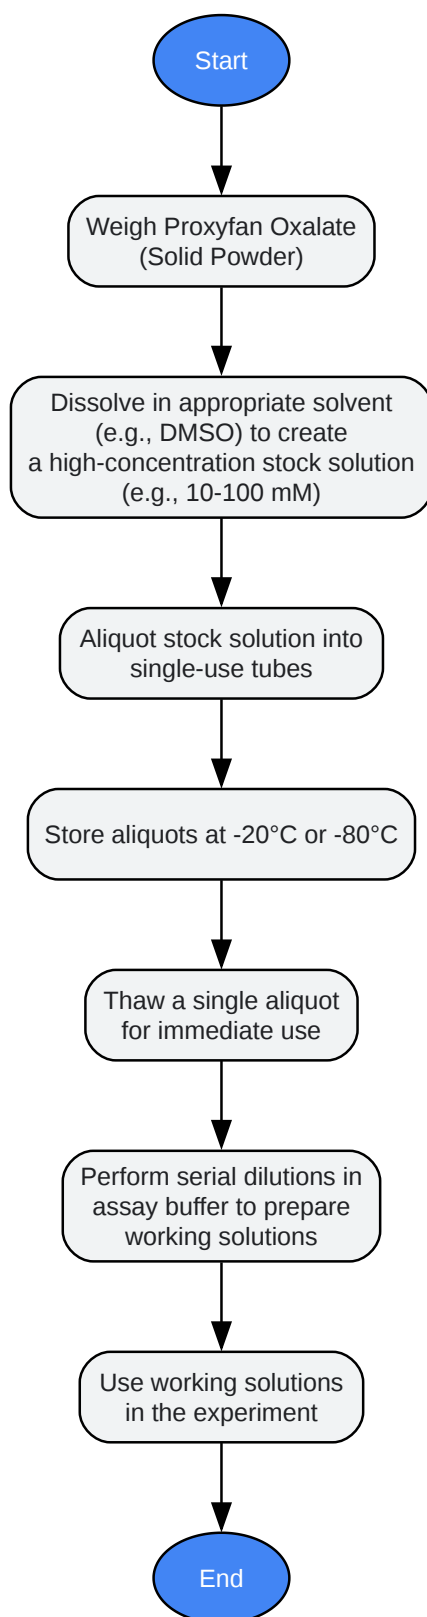 Start
Weigh Proxyfan Oxalate
(Solid Powder)
Dissolve in appropriate solvent
(e.g., DMSO) to create
a high-concentration stock solution
(e.g., 10-100 mM)
Aliquot stock solution into
single-use tubes
Store aliquots at -20°C or -80°C
Thaw a single aliquot
for immediate use
Perform serial dilutions in
assay buffer to prepare
working solutions
Use working solutions
in the experiment
End